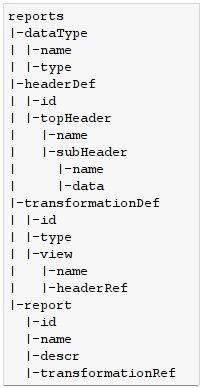 reports
|-dataType
| |-name
| |-type
|-headerDef
| |-id
| |-topHeader
|   |-name
|   |-subHeader
|     |-name
|     |-data
|-transformationDef
| |-id
| |-type
| |-view
|   |-name
|   |-headerRef
|-report
  |-id
  |-name
  |-descr
  |-transformationRef